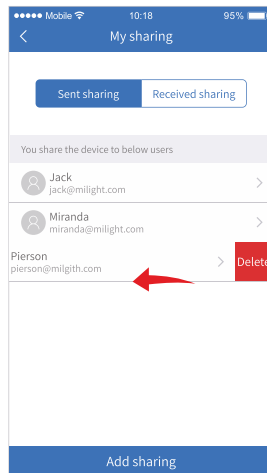 Mobile 10:18 95%
My sharing
Sent sharing Received sharing
You share the device to below users
Jack
jack@milight.com
Miranda
miranda@milight.com
Pierson
pierson@milgith.com
Delete
Add sharing